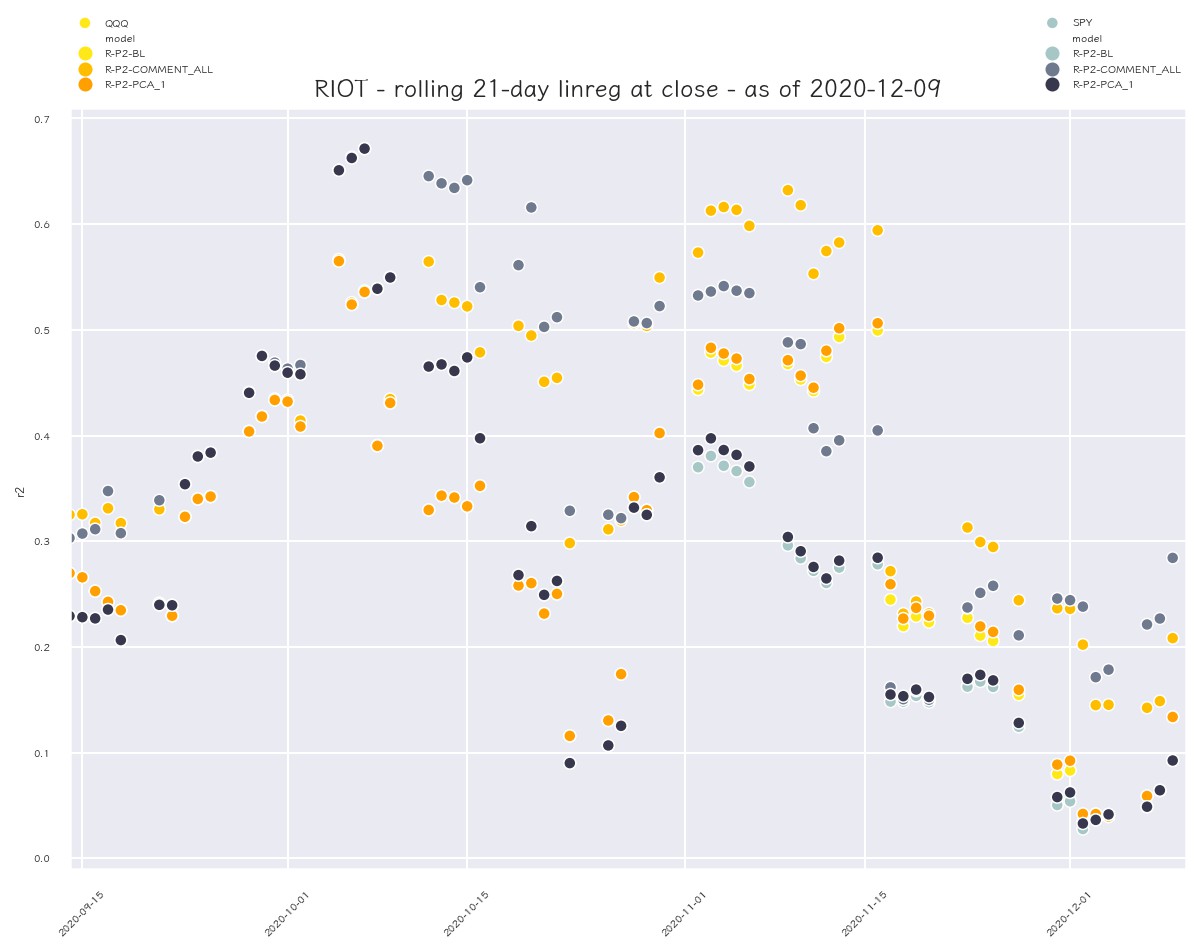 QQQ
model
R-P2-BL
R-P2-COMMENT_ALL
R-P2-PCA_1
SPY
model
R-P2-BL
R-P2-COMMENT_ALL
R-P2-PCA_1
RIOT - rolling 21-day linreg at close - as of 2020-12-09
0.7
0.6
0.5
0.4
0.3
0.2
0.1
0.0
r2
2020-09-15
2020-10-01
2020-10-15
2020-11-01
2020-11-15
2020-12-01